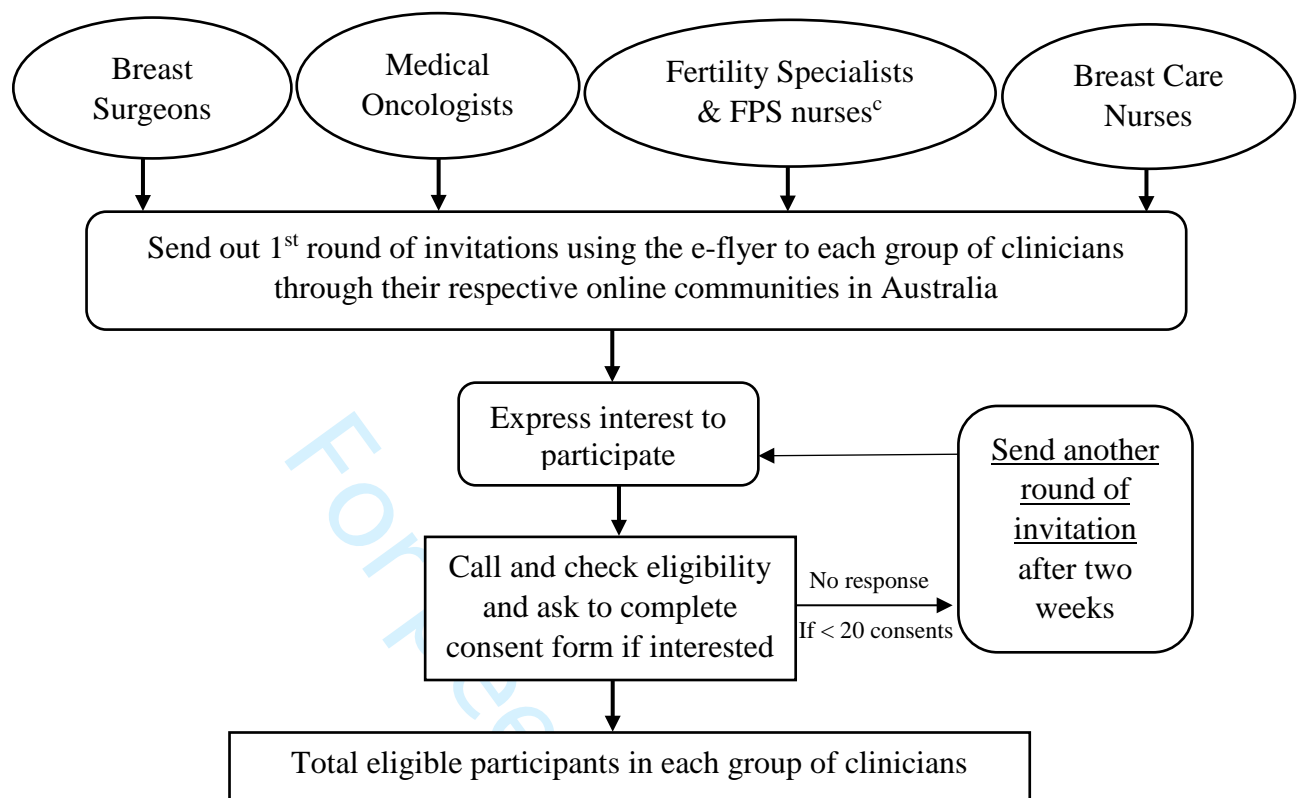 Breast
Surgeons
Medical
Oncologists
Fertility Specialists
& FPS nursesᶜ
Breast Care
Nurses
Send out 1ˢᵗ round of invitations using the e-flyer to each group of clinicians
through their respective online communities in Australia
Express interest to
participate
Send another
round of
invitation
after two
weeks
Call and check eligibility
and ask to complete
consent form if interested
No response
If < 20 consents
Total eligible participants in each group of clinicians
For